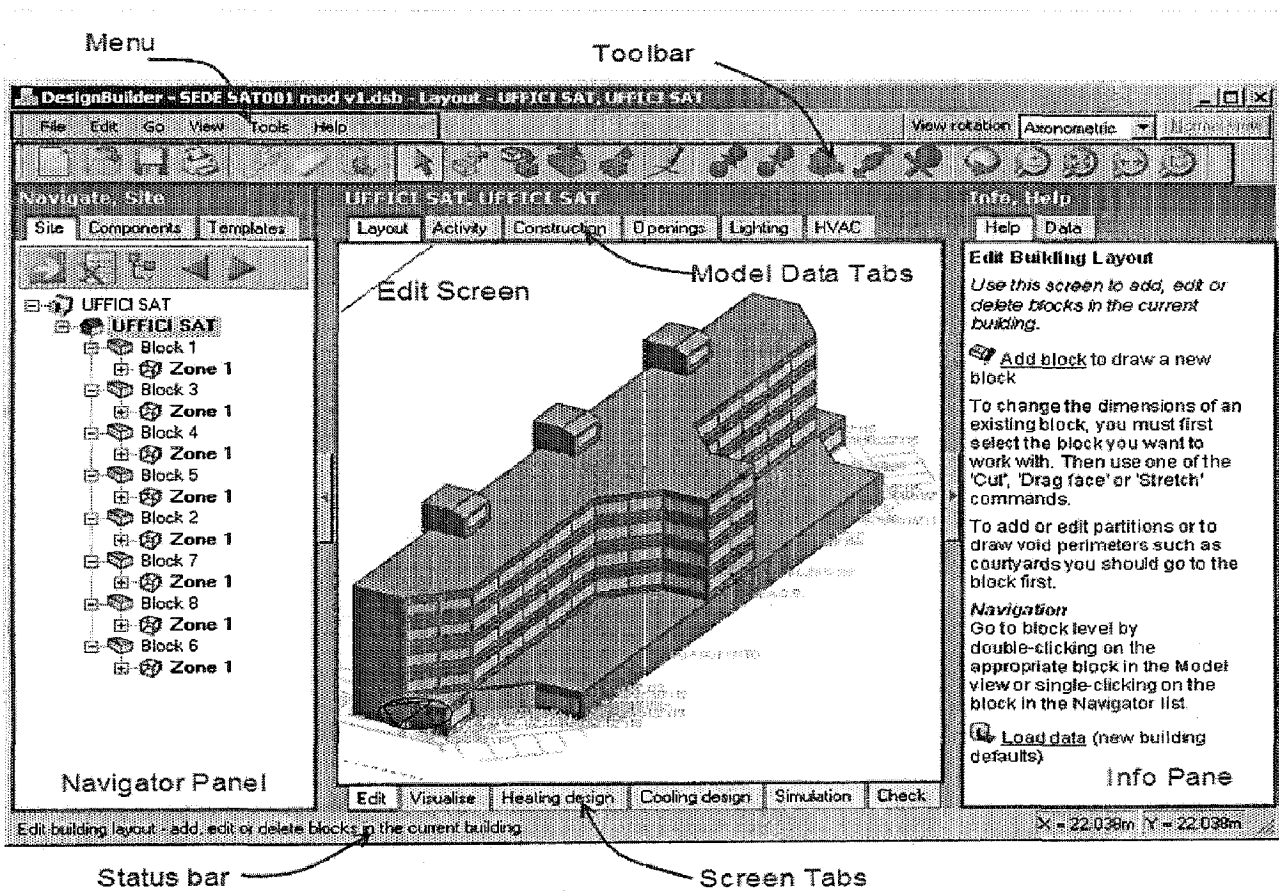 Menu
Toolbar
DesignBuilder - SEDE SAT001 mod v1.dsb - Layout - UFFICI SAT, UFFICI SAT
File Edit Go View Tools Help
View rotation Axonometric
Navigate, Site
Site Components Templates
UFFICI SAT
UFFICI SAT
Block 1
Zone 1
Block 3
Zone 1
Block 4
Zone 1
Block 5
Zone 1
Block 2
Zone 1
Block 7
Zone 1
Block 8
Zone 1
Block 6
Zone 1
Navigator Panel
UFFICI SAT, UFFICI SAT
Layout Activity Construction Openings Lighting HVAC
Model Data Tabs
Edit Screen
Edit Visualise Heating design Cooling design Simulation Check
Info, Help
Help Data
Edit Building Layout
Use this screen to add, edit or
delete blocks in the current
building.
Add block to draw a new
block
To change the dimensions of an
existing block, you must first
select the block you want to
work with. Then use one of the
'Cut', 'Drag face' or 'Stretch'
commands.
To add or edit partitions or to
draw void perimeters such as
courtyards you should go to the
block first.
Navigation
Go to block level by
double-clicking on the
appropriate block in the Model
view or single-clicking on the
block in the Navigator list.
Load data (new building
defaults)
Info Pane
Edit building layout - add, edit or delete blocks in the current building
X = 22.038m Y = 22.038m
Status bar
Screen Tabs